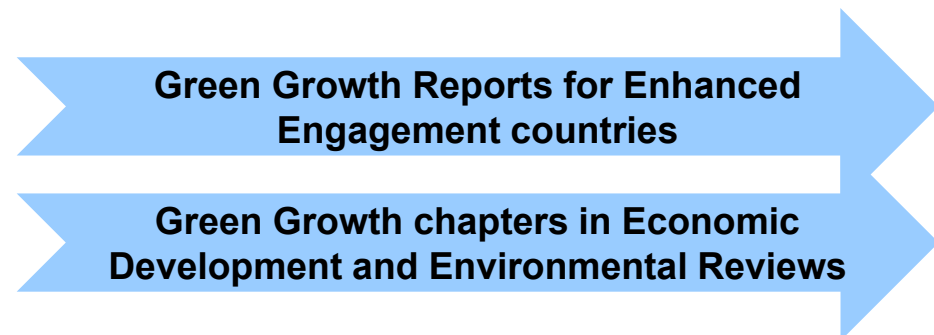 Green Growth Reports for Enhanced
Engagement countries
Green Growth chapters in Economic
Development and Environmental Reviews